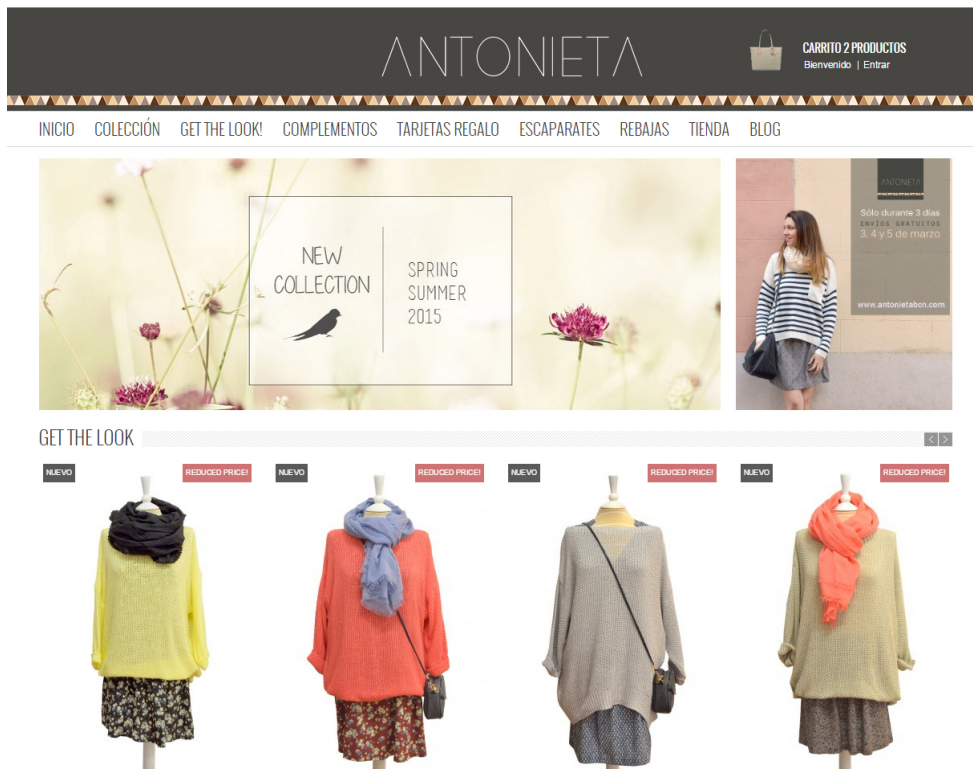 ANTONIETA
CARRITO 2 PRODUCTOS
Bienvenido | Entrar
INICIO COLECCIÓN GET THE LOOK! COMPLEMENTOS TARJETAS REGALO ESCAPARATES REBAJAS TIENDA BLOG
NEW
COLLECTION
SPRING
SUMMER
2015
ANTONIETA
Sólo durante 3 días
ENVÍOS GRATUITOS
3, 4 y 5 de marzo
www.antonietabcn.com
GET THE LOOK
NUEVO REDUCED PRICE! NUEVO REDUCED PRICE! NUEVO REDUCED PRICE! NUEVO REDUCED PRICE!